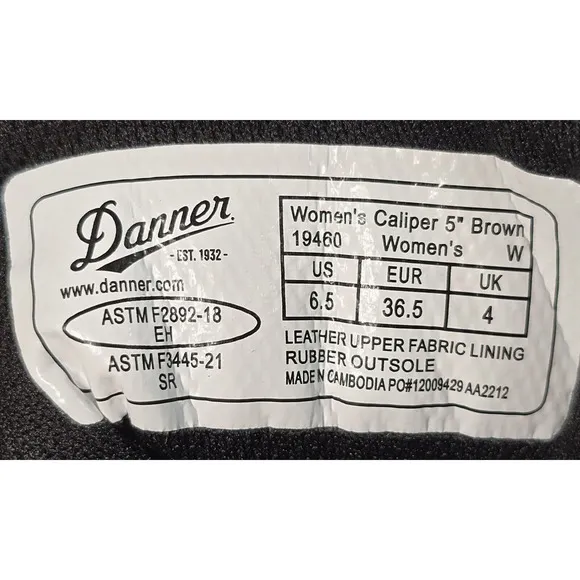 Danner
- EST. 1932 -
www.danner.com
ASTM F2892-18
EH
ASTM F3445-21
SR
Women's Caliper 5" Brown
19460 Women's W
US EUR UK
6.5 36.5 4
LEATHER UPPER FABRIC LINING
RUBBER OUTSOLE
MADE IN CAMBODIA PO#12009429 AA2212